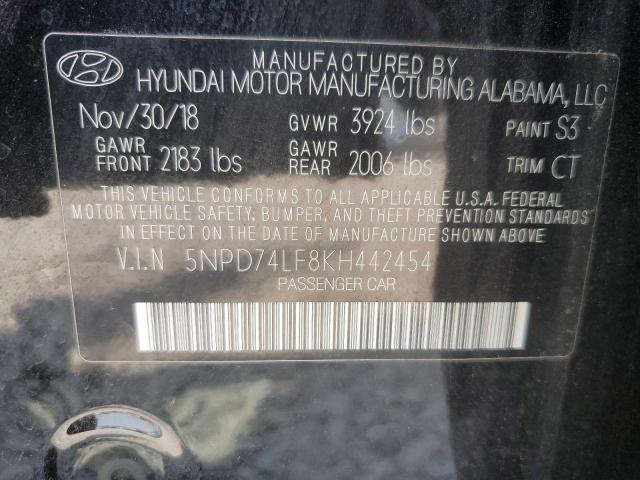 MANUFACTURED BY
HYUNDAI MOTOR MANUFACTURING ALABAMA, LLC
Nov/30/18 GVWR 3924 lbs PAINT S3
GAWR FRONT 2183 lbs GAWR REAR 2006 lbs TRIM CT
THIS VEHICLE CONFORMS TO ALL APPLICABLE U.S.A. FEDERAL
MOTOR VEHICLE SAFETY, BUMPER, AND THEFT PREVENTION STANDARDS
IN EFFECT ON THE DATE OF MANUFACTURE SHOWN ABOVE.
V.I.N 5NPD74LF8KH442454
PASSENGER CAR